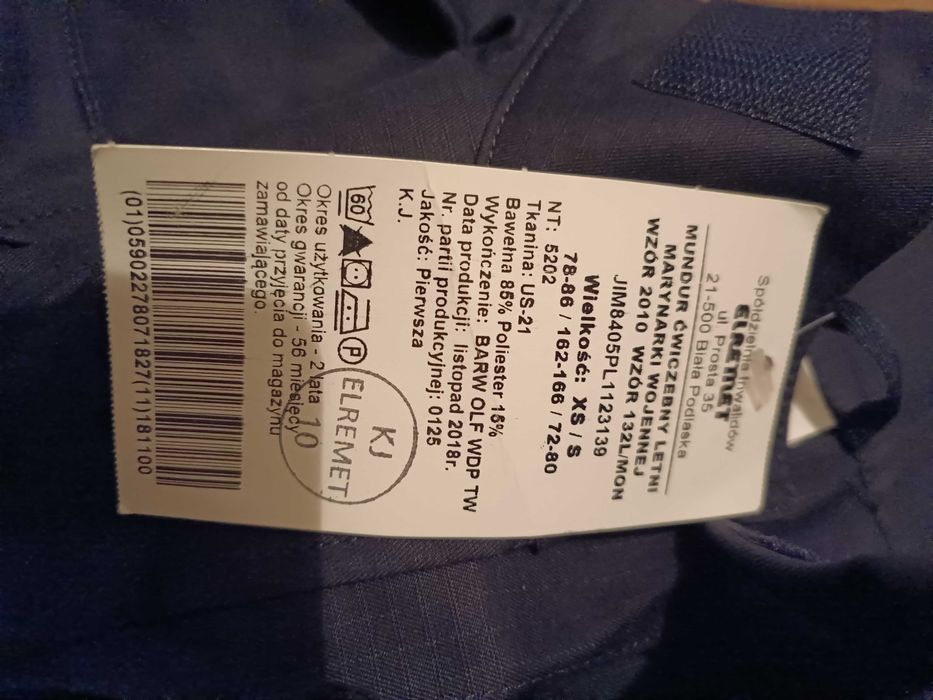 Spółdzielnia Inwalidów
ELREMET
ul. Prosta 35
21-500 Biała Podlaska
MUNDUR ĆWICZEBNY LETNI
MARYNARKI WOJENNEJ
WZÓR 2010 WZÓR 132L/MON
JIM8405PL1123139
Wielkość: XS / S
78-86 / 162-166 / 72-80
NT: 5202
Tkanina: US-21
Bawełna 85% Poliester 15%
Wykończenie: BARW OLF WDP TW
Data produkcji: listopad 2018r.
Nr. partii produkcyjnej: 0125
Jakość: Pierwsza
K.J.
60 P
KJ
ELREMET
10
Okres użytkowania - 2 lata
Okres gwarancji - 56 miesięcy
od daty przyjęcia do magazynu
zamawiającego.
(01)05902278071827(11)181100